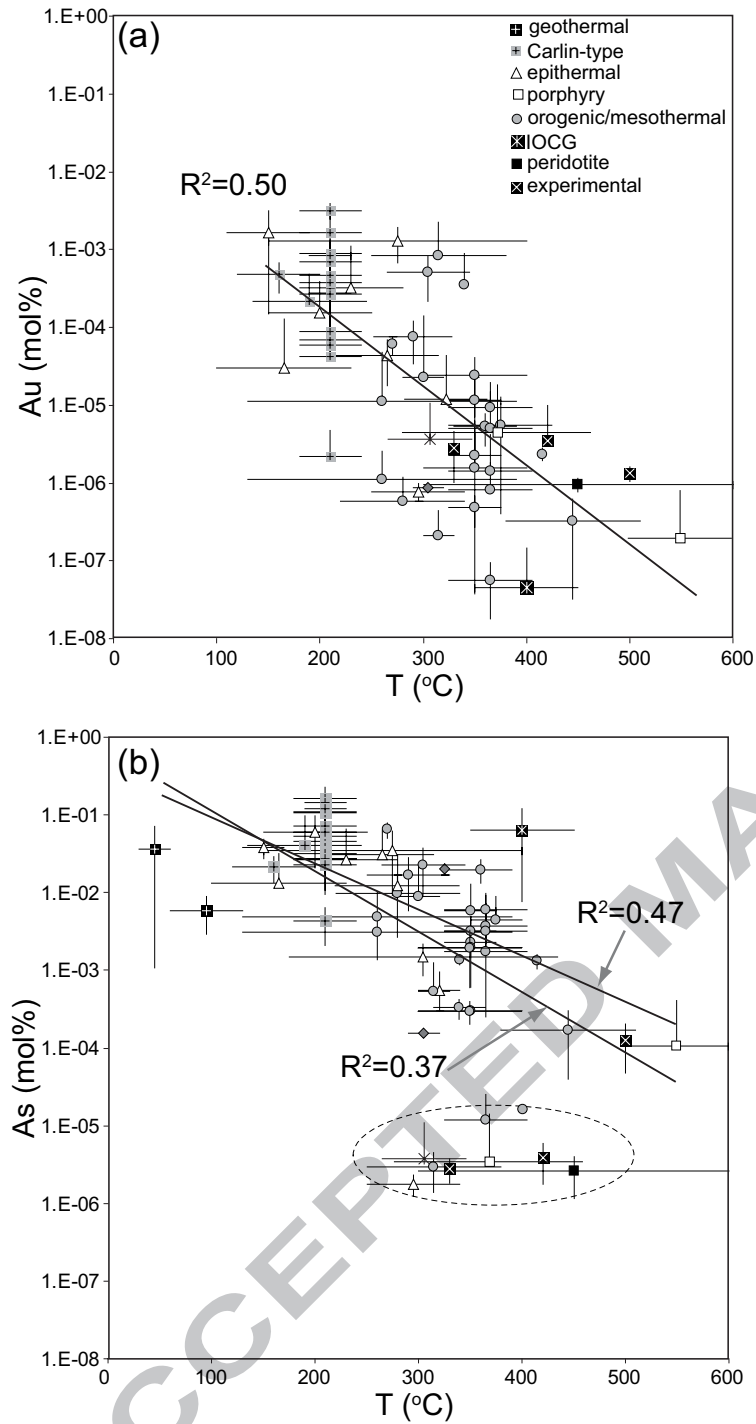 (a)
geothermal
Carlin-type
epithermal
porphyry
orogenic/mesothermal
IOCG
peridotite
experimental
R²=0.50
1.E+00
1.E-01
1.E-02
1.E-03
1.E-04
1.E-05
1.E-06
1.E-07
1.E-08
Au (mol%)
0 100 200 300 400 500 600
T (°C)
(b)
1.E+00
1.E-01
1.E-02
1.E-03
1.E-04
1.E-05
1.E-06
1.E-07
1.E-08
As (mol%)
R²=0.47
R²=0.37
0 100 200 300 400 500 600
T (°C)
CCEPTED MA